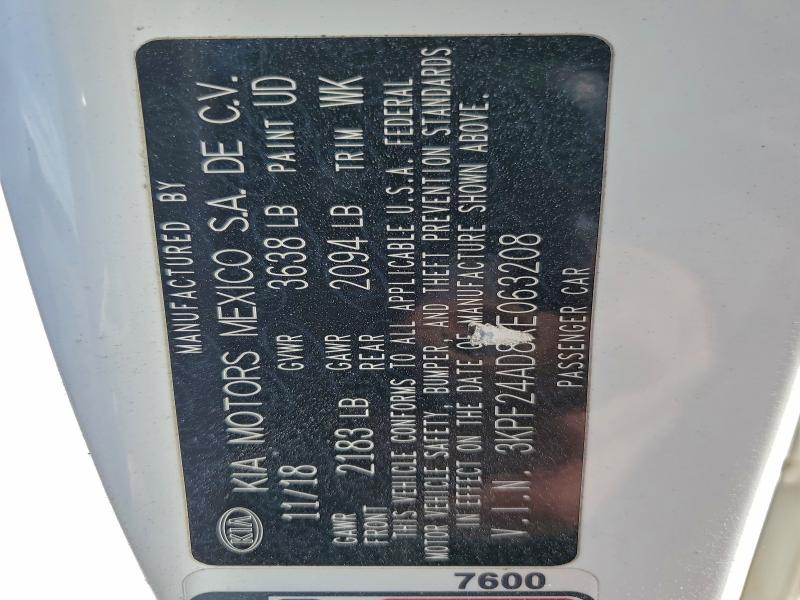 MANUFACTURED BY
KIA KIA MOTORS MEXICO S.A. DE C.V.
11/18 GVWR 3638 LB PAINT UD
GAWR FRONT 2183 LB GAWR REAR 2094 LB TRIM WK
THIS VEHICLE CONFORMS TO ALL APPLICABLE U.S.A. FEDERAL
MOTOR VEHICLE SAFETY, BUMPER, AND THEFT PREVENTION STANDARDS
IN EFFECT ON THE DATE OF MANUFACTURE SHOWN ABOVE.
V.I.N. 3KPF24AD8KE063208
PASSENGER CAR
7600